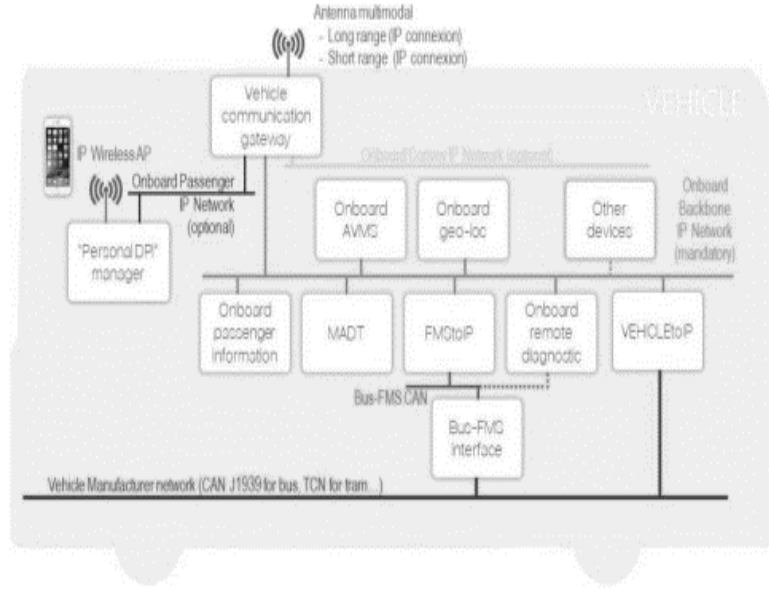 Antenna multimodal
- Long range (IP connexion)
- Short range (IP connexion)
VEHICLE
Vehicle
communication
gateway
IP Wireless AP
Onboard Passenger
IP Network
(optional)
IP Network (optional)
"Personal DPI"
manager
Onboard
AVMS
Onboard
geo-loc
Other
devices
Onboard
Backbone
IP Network
(mandatory)
Onboard
passenger
information
MADT
FMStoIP
Onboard
remote
diagnostic
VEHICLEtoIP
Bus-FMS CAN
Bus-FMS
interface
Vehicle Manufacturer network (CAN J1939 for bus, TCN for tram...)